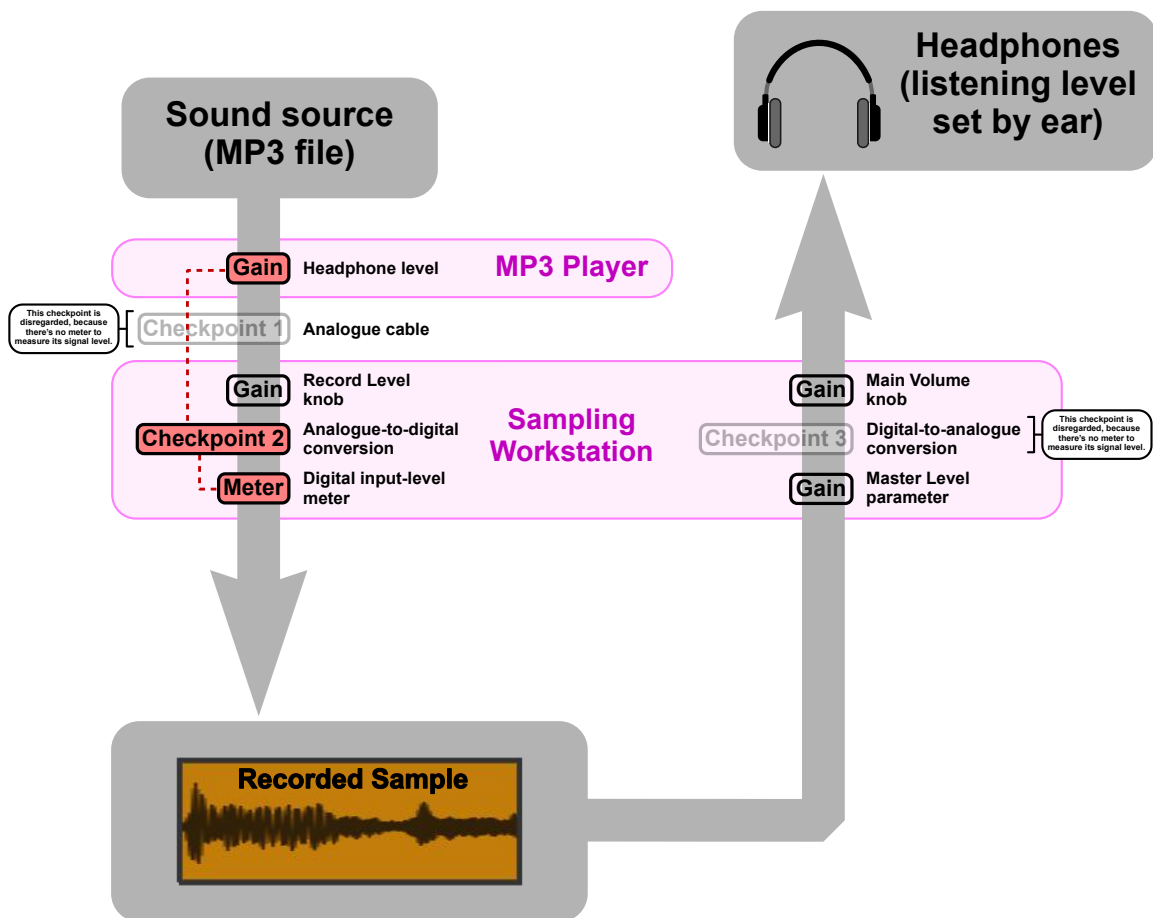 Sound source
(MP3 file)
Headphones
(listening level
set by ear)
Gain
Headphone level
MP3 Player
This checkpoint is
disregarded, because
there's no meter to
measure its signal level.
Checkpoint 1
Analogue cable
Gain
Record Level
knob
Checkpoint 2
Analogue-to-digital
conversion
Meter
Digital input-level
meter
Sampling
Workstation
Gain
Main Volume
knob
Checkpoint 3
Digital-to-analogue
conversion
This checkpoint is
disregarded, because
there's no meter to
measure its signal level.
Gain
Master Level
parameter
Recorded Sample